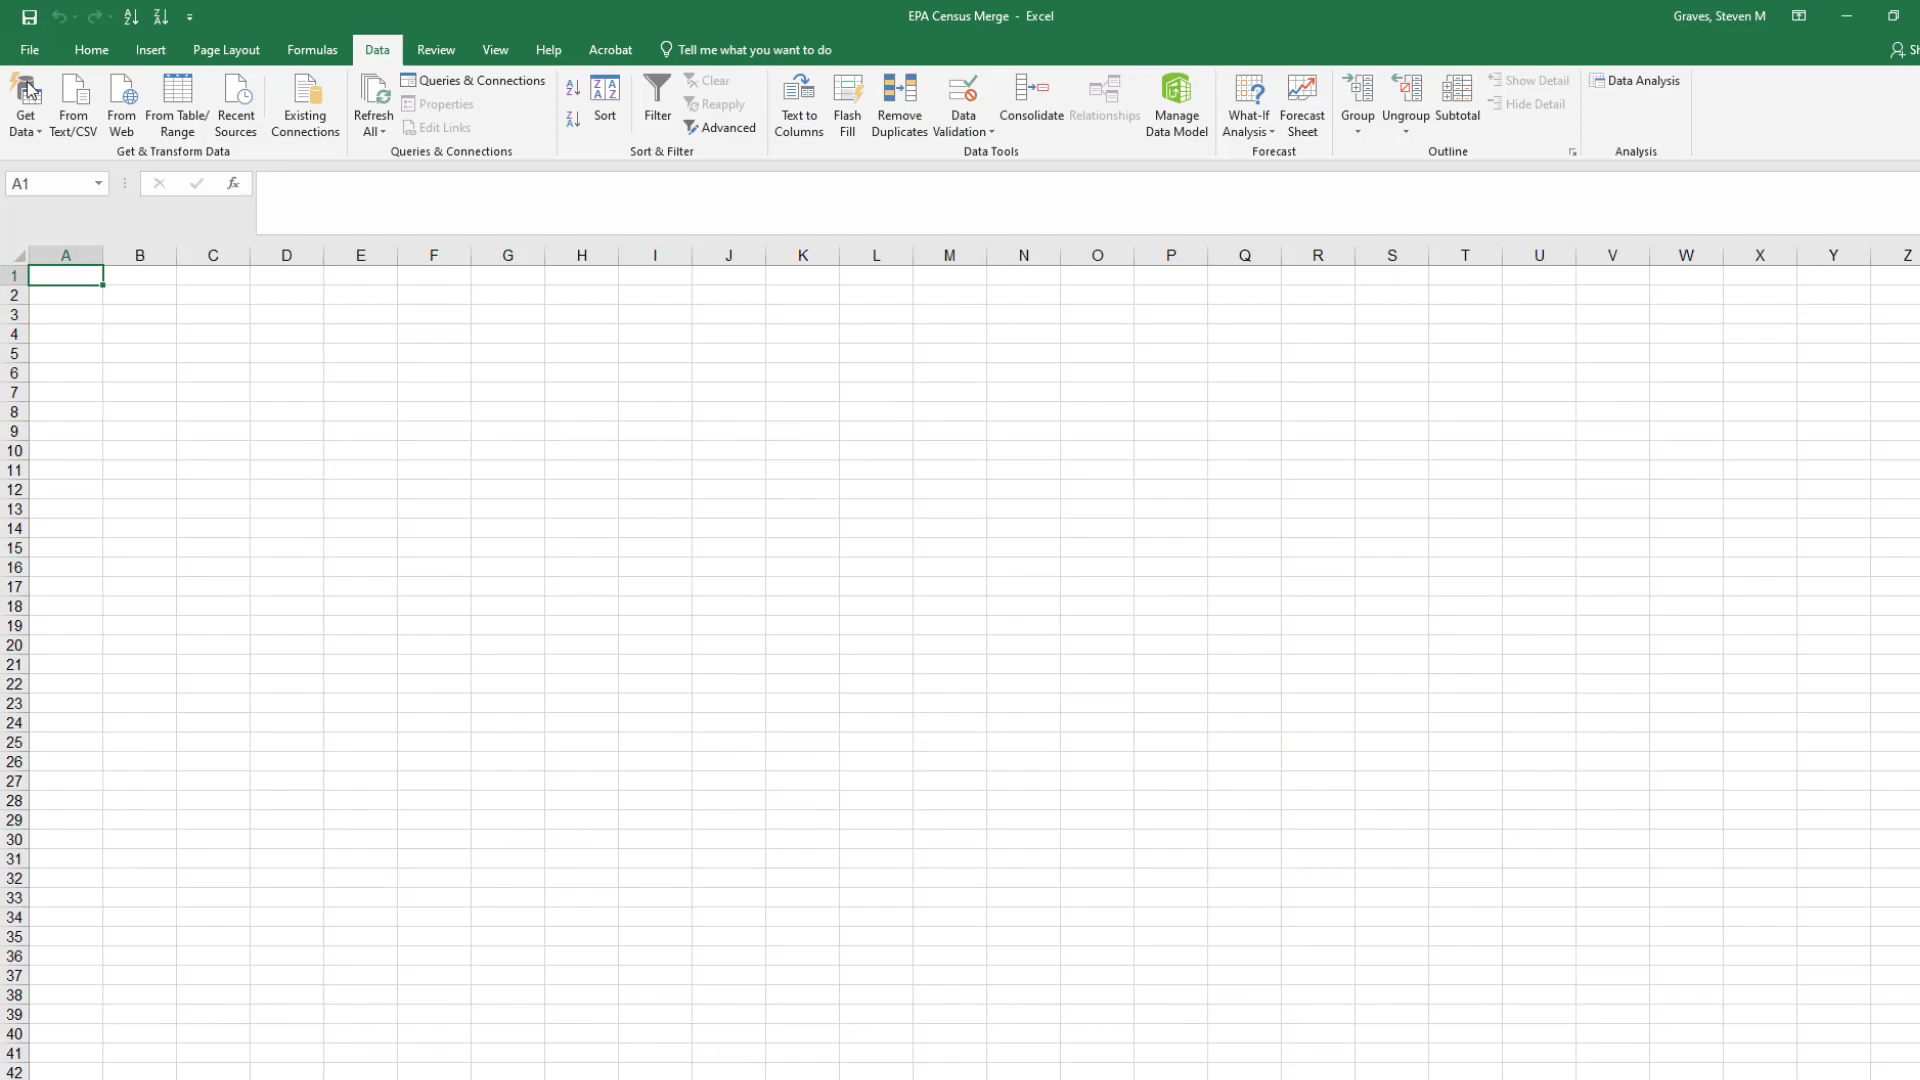 EPA Census Merge - Excel
Graves, Steven M
File Home Insert Page Layout Formulas Data Review View Help Acrobat Tell me what you want to do
Get Data
From Text/CSV
From Web
From Table/ Range
Recent Sources
Existing Connections
Get & Transform Data
Refresh All
Queries & Connections
Properties
Edit Links
Queries & Connections
Sort
Filter
Clear
Reapply
Advanced
Sort & Filter
Text to Columns
Flash Fill
Remove Duplicates
Data Validation
Consolidate
Relationships
Manage Data Model
Data Tools
What-If Analysis
Forecast Sheet
Forecast
Group
Ungroup
Subtotal
Show Detail
Hide Detail
Outline
Data Analysis
Analysis
A1
fx
A B C D E F G H I J K L M N O P Q R S T U V W X Y Z
1
2
3
4
5
6
7
8
9
10
11
12
13
14
15
16
17
18
19
20
21
22
23
24
25
26
27
28
29
30
31
32
33
34
35
36
37
38
39
40
41
42